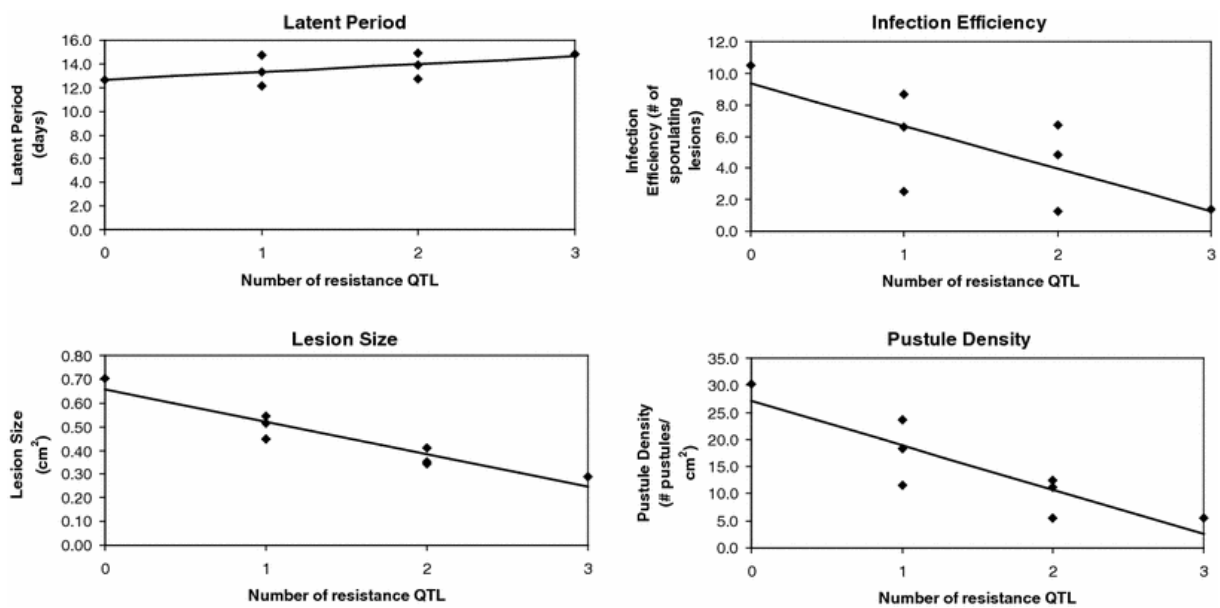 Latent Period
16.0
14.0
12.0
10.0
8.0
6.0
4.0
2.0
0.0
Latent Period
(days)
0 1 2 3
Number of resistance QTL
Infection Efficiency
12.0
10.0
8.0
6.0
4.0
2.0
0.0
Infection
Efficiency (# of
sporulating
lesions)
0 1 2 3
Number of resistance QTL
Lesion Size
0.80
0.70
0.60
0.50
0.40
0.30
0.20
0.10
0.00
Lesion Size
(cm²)
0 1 2 3
Number of resistance QTL
Pustule Density
35.0
30.0
25.0
20.0
15.0
10.0
5.0
0.0
Pustule Density
(# pustules/
cm²)
0 1 2 3
Number of resistance QTL